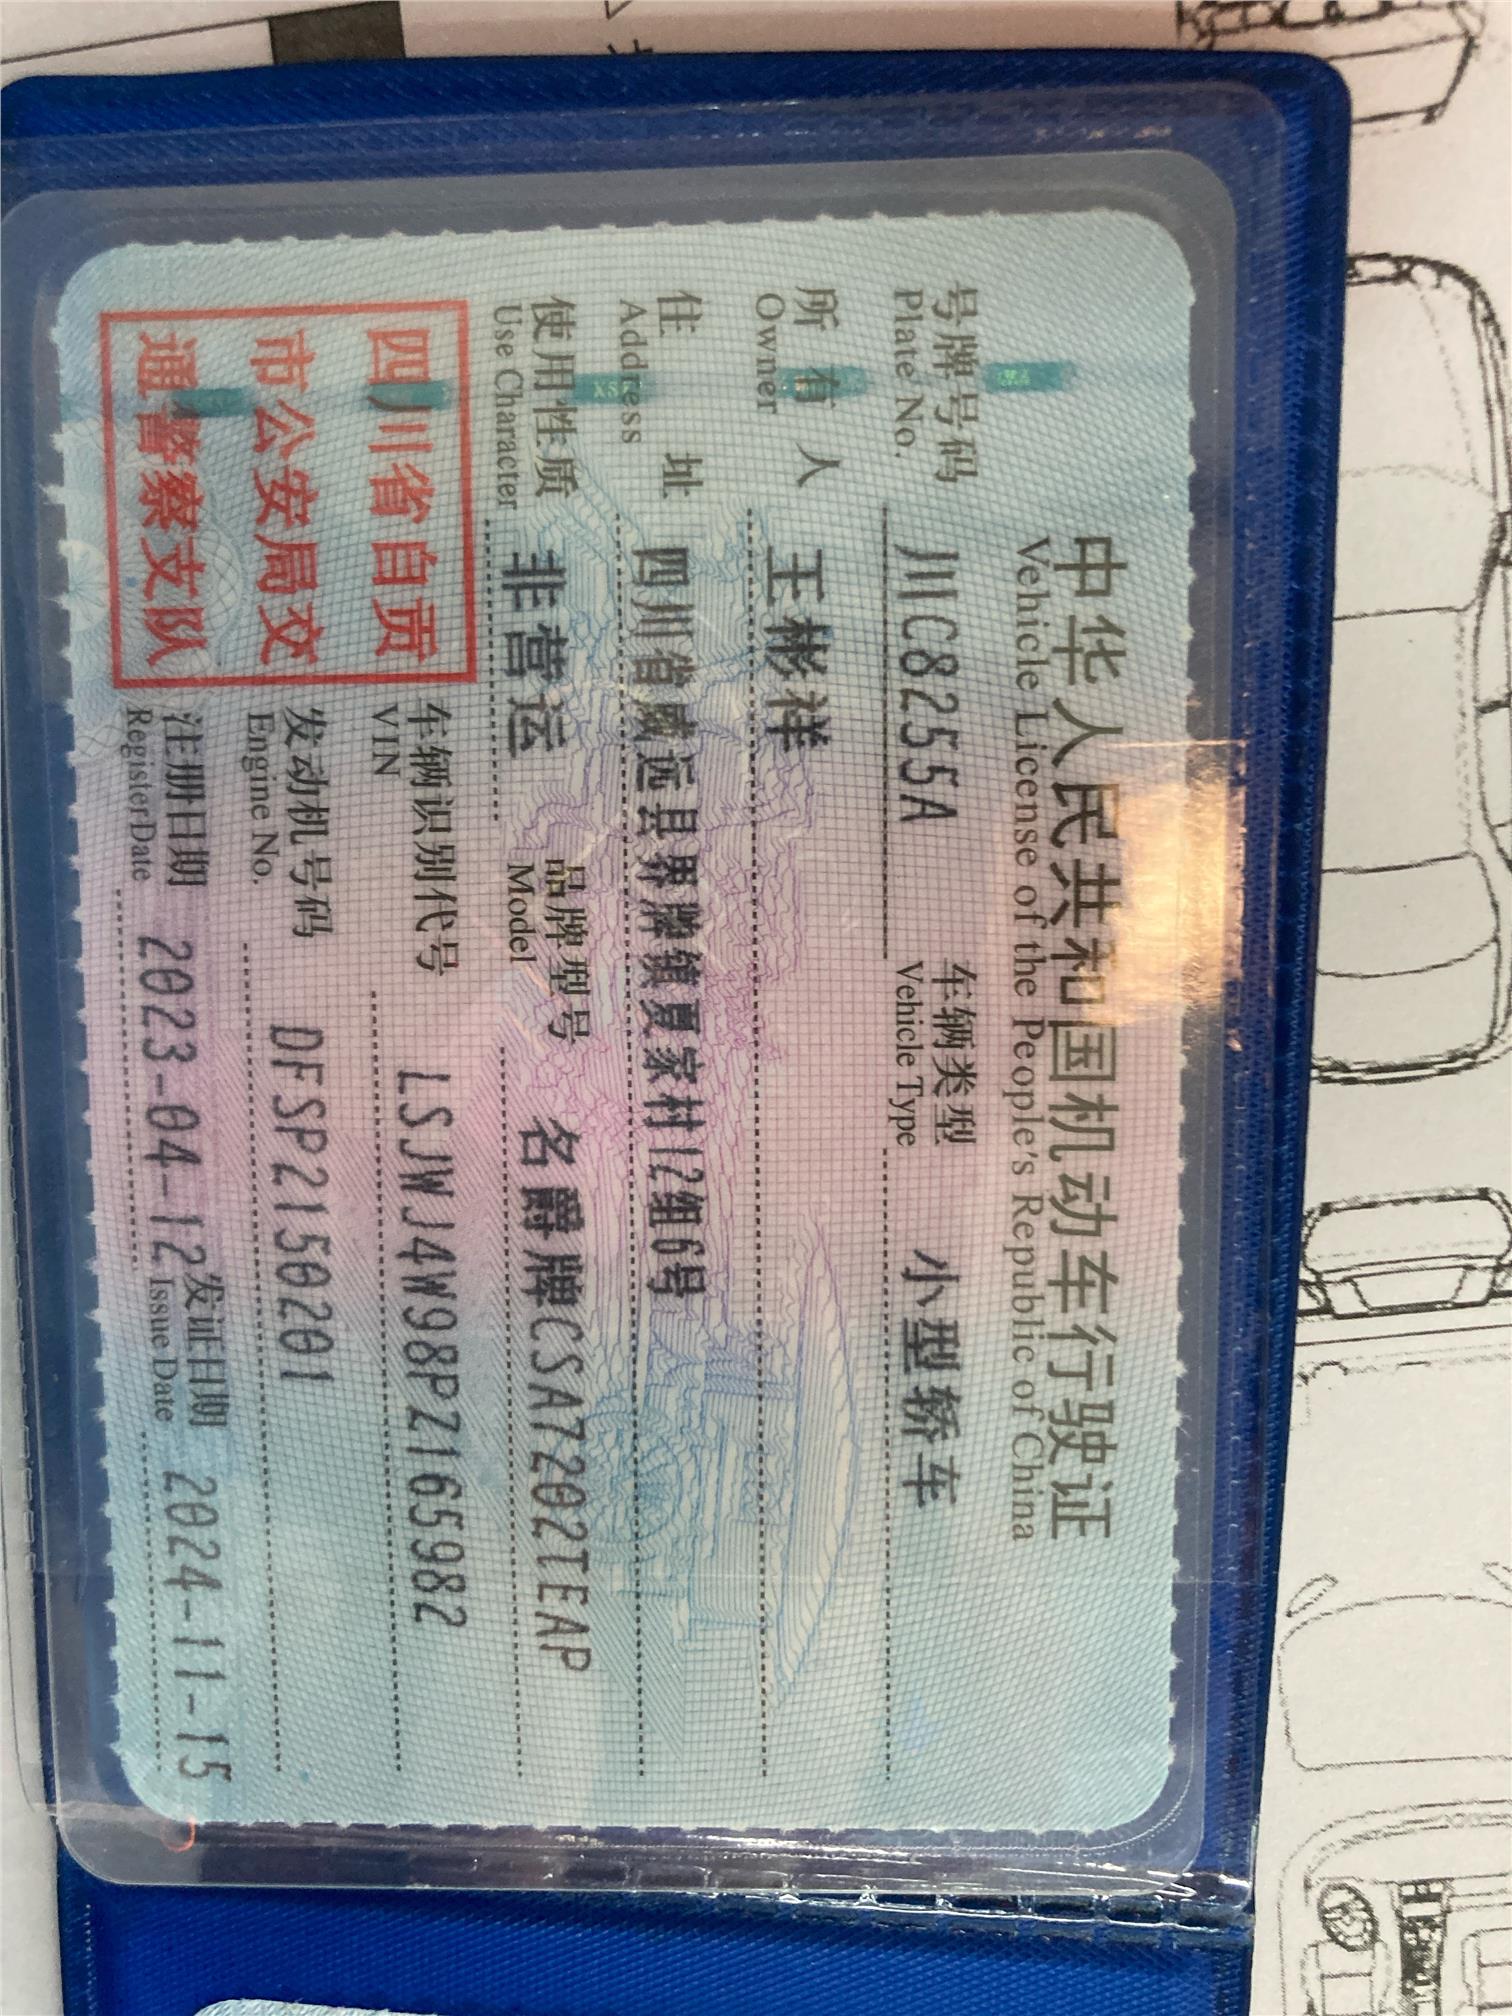 中华人民共和国机动车行驶证
Vehicle License of the People's Republic of China
号牌号码 川C8255A 车辆类型 小型轿车
Plate No. Vehicle Type
所有人 王彬祥
Owner
住址 四川省威远县界牌镇夏家村12组6号
Address
使用性质 非营运 品牌型号 名爵牌CSA7202TEAP
Use Character Model
四川省自贡
市公安局交
通警察支队
车辆识别代号 LSJWJ4W98PZ165982
VIN
发动机号码 DFSP2150201
Engine No.
注册日期 2023-04-12 发证日期 2024-11-15
Register Date Issue Date